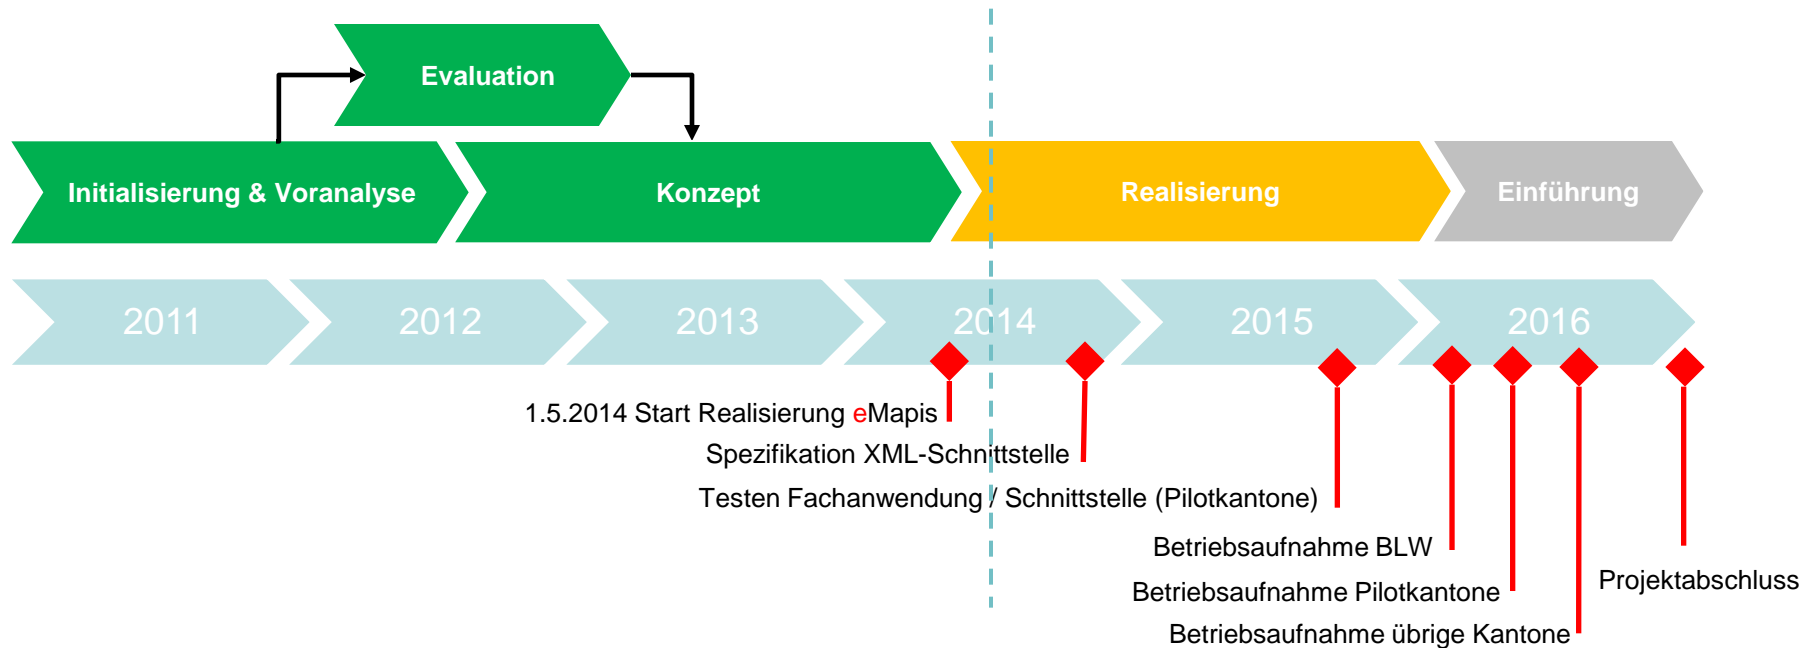 Evaluation
Initialisierung & Voranalyse
Konzept
Realisierung
Einführung
2011
2012
2013
2014
2015
2016
1.5.2014 Start Realisierung eMapis
Spezifikation XML-Schnittstelle
Testen Fachanwendung / Schnittstelle (Pilotkantone)
Betriebsaufnahme BLW
Betriebsaufnahme Pilotkantone
Projektabschluss
Betriebsaufnahme übrige Kantone